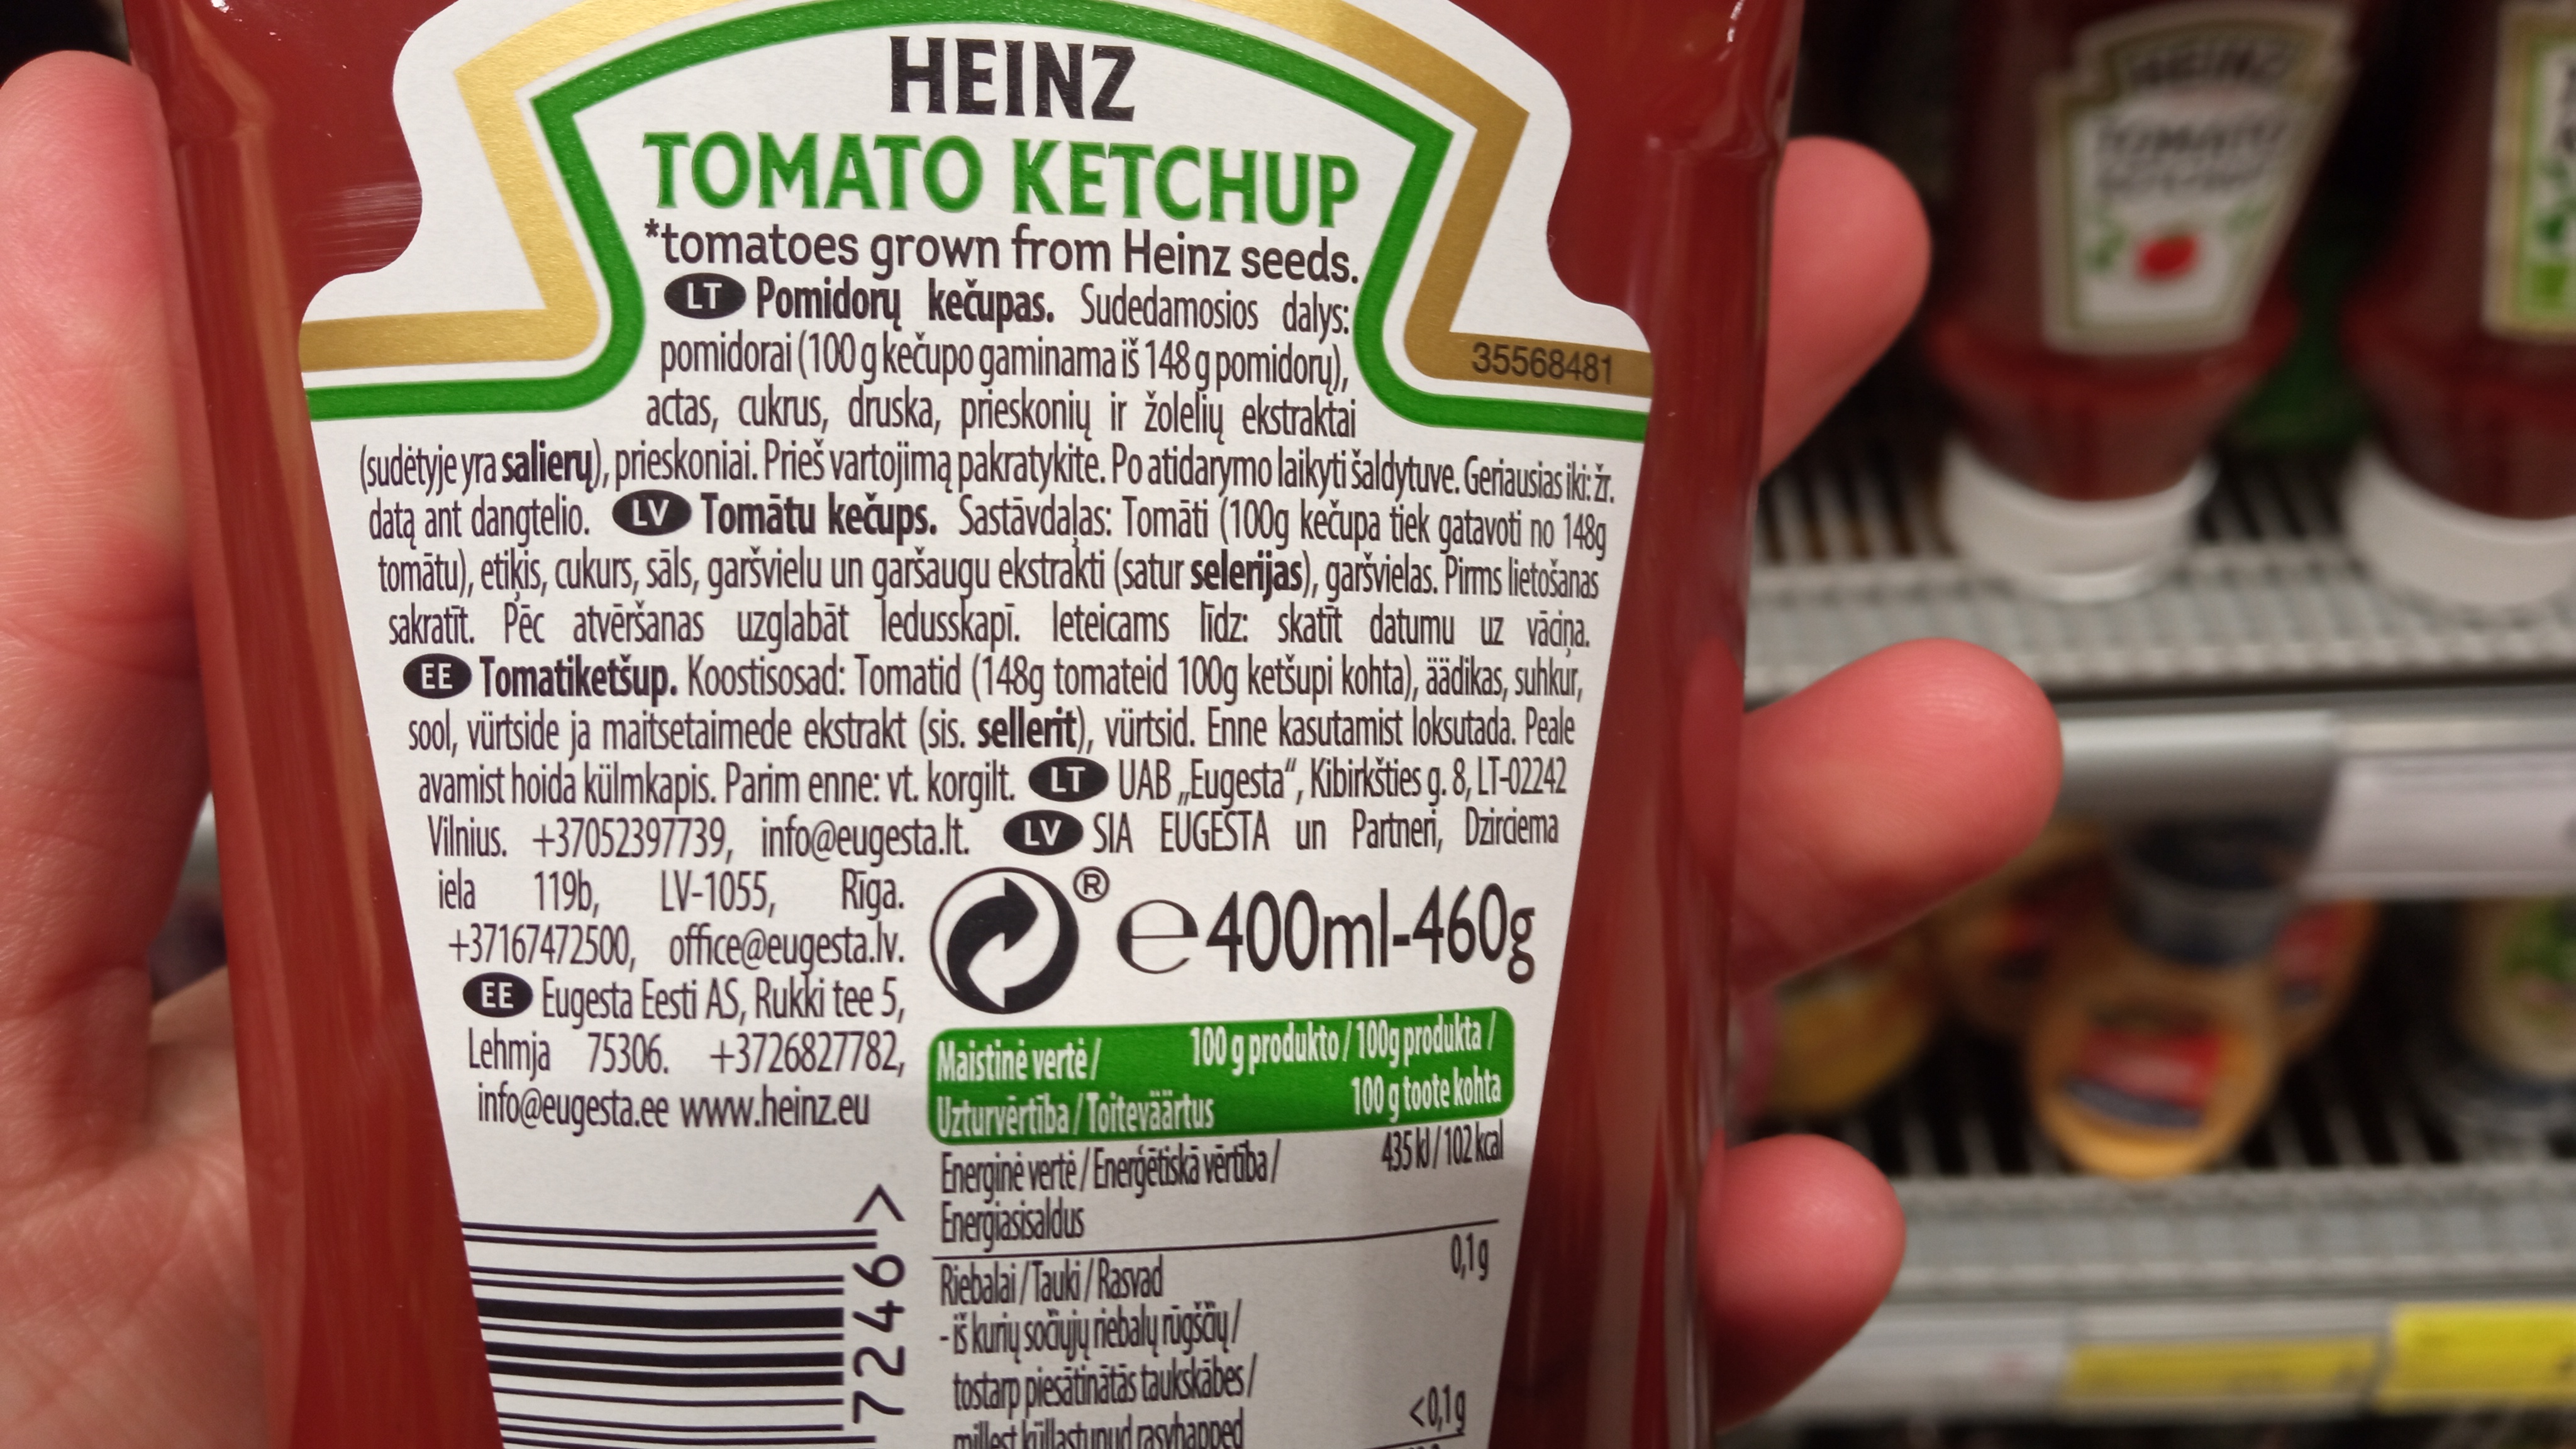 HEINZ
TOMATO KETCHUP
*tomatoes grown from Heinz seeds.
LT Pomidorų kečupas. Sudedamosios dalys:
pomidorai (100 g kečupo gaminama iš 148 g pomidorų),
35568481
actas, cukrus, druska, prieskonių ir žolelių ekstraktai
(sudėtyje yra salierų), prieskoniai. Prieš vartojimą pakratykite. Po atidarymo laikyti šaldytuve. Geriausias iki: žr.
datą ant dangtelio. LV Tomātu kečups. Sastāvdaļas: Tomāti (100g kečupa tiek gatavoti no 148g
tomātu), etiķis, cukurs, sāls, garšvielu un garšaugu ekstrakti (satur selerijas), garšvielas. Pirms lietošanas
sakratīt. Pēc atvēršanas uzglabāt ledusskapī. Ieteicams līdz: skatīt datumu uz vāciņa.
EE Tomatiketšup. Koostisosad: Tomatid (148g tomateid 100g ketšupi kohta), äädikas, suhkur,
sool, vürtside ja maitsetaimede ekstrakt (sis. sellerit), vürtsid. Enne kasutamist loksutada. Peale
avamist hoida külmkapis. Parim enne: vt. korgilt. LT UAB „Eugesta“, Kibirkšties g. 8, LT-02242
Vilnius. +37052397739, info@eugesta.lt. LV SIA EUGESTA un Partneri, Dzirciema
iela 119b, LV-1055, Rīga.
+37167472500, office@eugesta.lv.
EE Eugesta Eesti AS, Rukki tee 5,
Lehmja 75306. +3726827782,
info@eugesta.ee www.heinz.eu
® e400ml-460g
Maistinė vertė / 100 g produkto / 100g produkta /
Uzturvērtība / Toiteväärtus 100 g toote kohta
Energinė vertė / Enerģētiskā vērtība / 435 kJ / 102 kcal
Energiasisaldus
Riebalai / Tauki / Rasvad 0,1 g
- iš kurių sočiųjų riebalų rūgščių /
tostarp piesātinātās taukskābes /
millest küllastunud rasvhapped <0,1g
7246 >
HEINZ
TOMATO